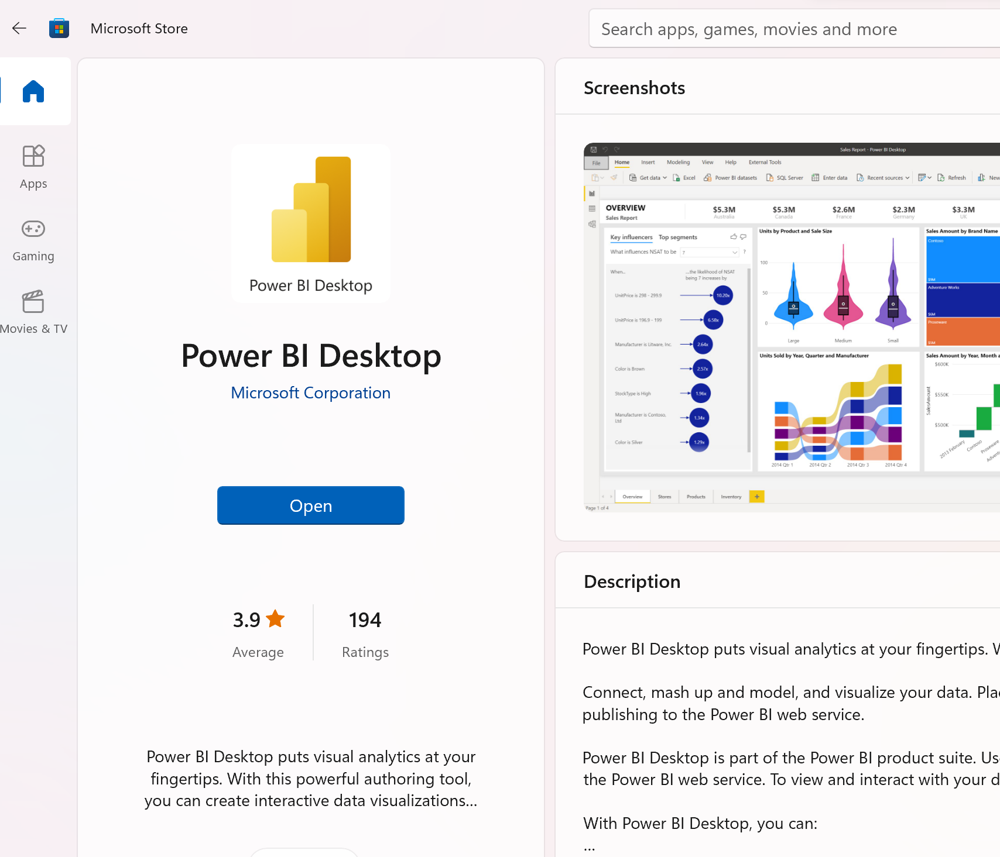 Microsoft Store
Search apps, games, movies and more
Apps
Gaming
Movies & TV
Power BI Desktop
Power BI Desktop
Microsoft Corporation
Open
3.9
Average
194
Ratings
Power BI Desktop puts visual analytics at your
fingertips. With this powerful authoring tool,
you can create interactive data visualizations...
Screenshots
Sales Report - Power BI Desktop
File Home Insert Modeling View Help External Tools
Get data Excel Power BI datasets SQL Server Enter data Recent sources Refresh New
OVERVIEW
Sales Report
$5.3M $5.3M $2.6M $2.3M $3.3M
Australia Canada France Germany UK
Key influencers Top segments
What influences NSAT to be 7 ?
When...
...the likelihood of NSAT
being 7 increases by
UnitPrice is 298 - 299.9 10.20x
UnitPrice is 196.9 - 199 6.58x
Manufacturer is Litware, Inc. 2.64x
Color is Brown 2.57x
StockType is High 1.96x
Manufacturer is Contoso,
Ltd
1.34x
Color is Silver 1.29x
Units by Product and Sale Size
100
50
0
Large Medium Small
Sales Amount by Brand Name
Contoso
$9M
Adventure Works
$6M
Proseware
Units Sold by Year, Quarter and Manufacturer
2014 Qtr 1 2014 Qtr 2 2014 Qtr 3 2014 Qtr 4
Sales Amount by Year, Month a
$600K
$550K
$500K
SalesAmount
2013 February
Contoso
Proseware
Overview Stores Products Inventory +
Page 1 of 4
Description
Power BI Desktop puts visual analytics at your fingertips.
Connect, mash up and model, and visualize your data. Pla
publishing to the Power BI web service.
Power BI Desktop is part of the Power BI product suite. Us
the Power BI web service. To view and interact with your d
With Power BI Desktop, you can:
...